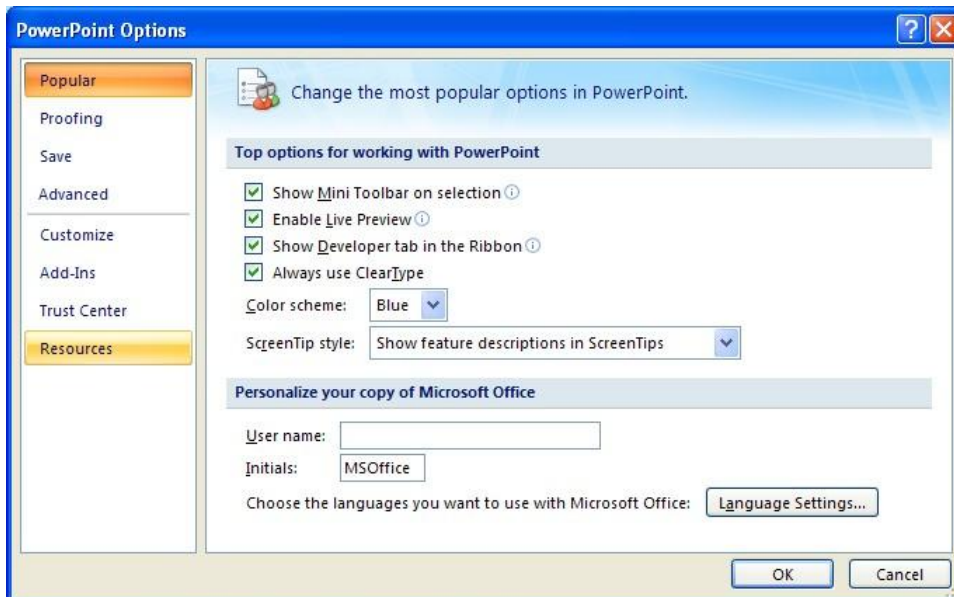 PowerPoint Options
Popular
Proofing
Save
Advanced
Customize
Add-Ins
Trust Center
Resources
Change the most popular options in PowerPoint.
Top options for working with PowerPoint
Show Mini Toolbar on selection
Enable Live Preview
Show Developer tab in the Ribbon
Always use ClearType
Color scheme: Blue
ScreenTip style: Show feature descriptions in ScreenTips
Personalize your copy of Microsoft Office
User name:
Initials: MSOffice
Choose the languages you want to use with Microsoft Office: Language Settings...
OK Cancel